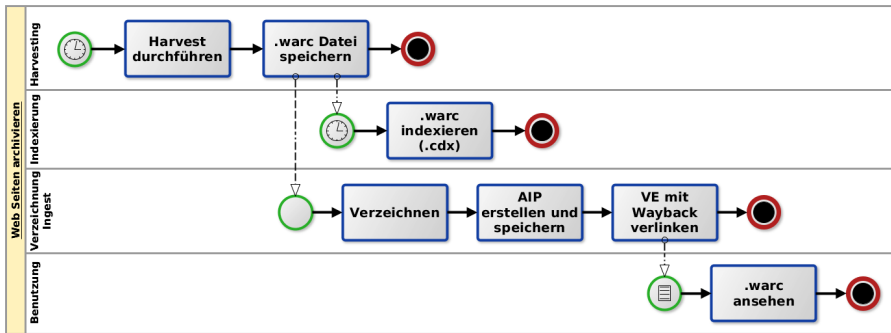 Web Seiten archivieren
Harvesting
Harvest
durchführen
.warc Datei
speichern
Indexierung
.warc
indexieren
(.cdx)
Verzeichnung
Ingest
Verzeichnen
AIP
erstellen und
speichern
VE mit
Wayback
verlinken
Benutzung
.warc
ansehen